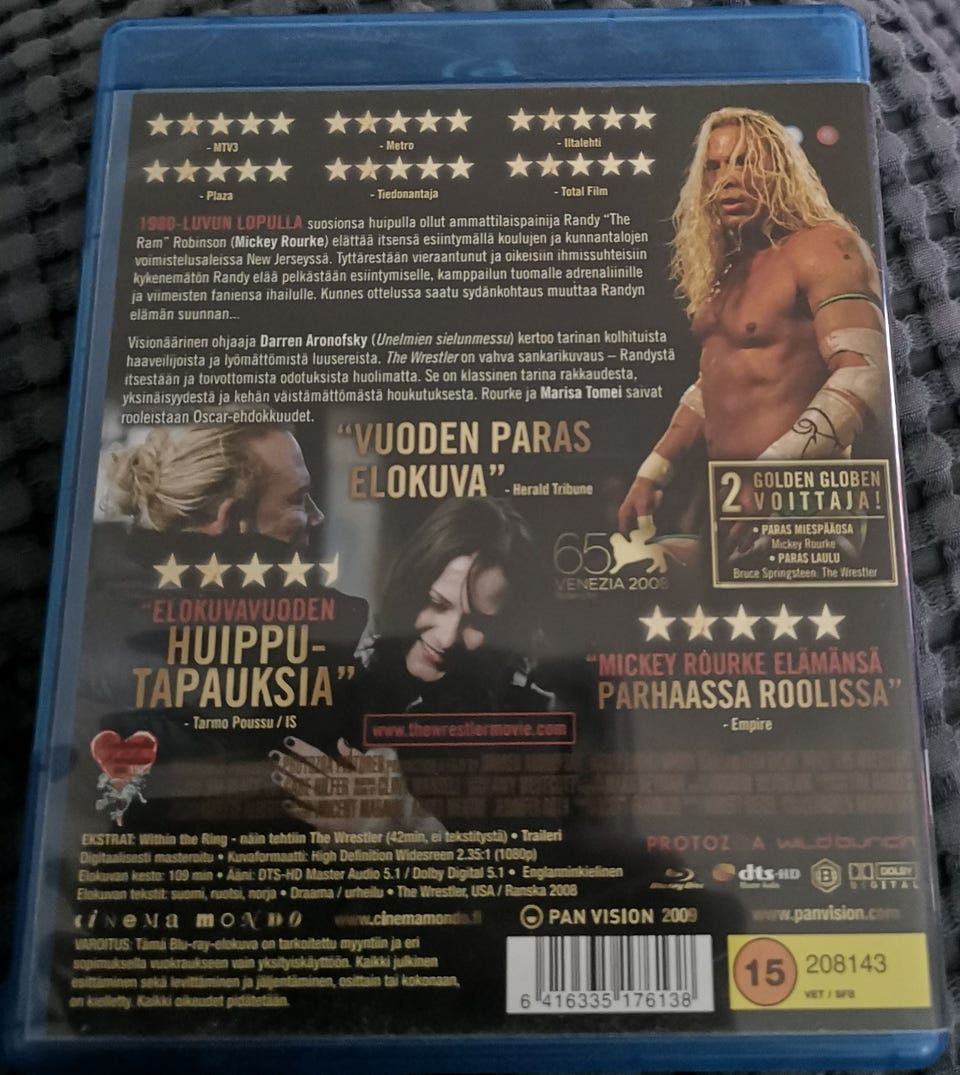 - MTV3
- Metro
- Iltalehti
- Plaza
- Tiedonantaja
- Total Film
1980-LUVUN LOPULLA suosionsa huipulla ollut ammattilaispainija Randy "The
Ram" Robinson (Mickey Rourke) elättää itsensä esiintymällä koulujen ja kunnantalojen
voimistelusaleissa New Jerseyssä. Tyttärestään vieraantunut ja oikeisiin ihmissuhteisiin
kykenemätön Randy elää pelkästään esiintymiselle, kamppailun tuomalle adrenaliinille
ja viimeisten faniensa ihailulle. Kunnes ottelussa saatu sydänkohtaus muuttaa Randyn
elämän suunnan...
Visionäärinen ohjaaja Darren Aronofsky (Unelmien sielunmessu) kertoo tarinan kolhituista
haaveilijoista ja lyömättömistä luusereista. The Wrestler on vahva sankarikuvaus – Randystä
itsestään ja toivottomista odotuksista huolimatta. Se on klassinen tarina rakkaudesta,
yksinäisyydestä ja kehän väistämättömästä houkutuksesta. Rourke ja Marisa Tomei saivat
rooleistaan Oscar-ehdokkuudet.
"VUODEN PARAS
ELOKUVA" - Herald Tribune
2 GOLDEN GLOBEN
VOITTAJA!
• PARAS MIESPÄÄOSA
Mickey Rourke
• PARAS LAULU
Bruce Springsteen: The Wrestler
65
VENEZIA 2008
"ELOKUVAVUODEN
HUIPPU-
TAPAUKSIA"
- Tarmo Poussu / IS
"MICKEY ROURKE ELÄMÄNSÄ
PARHAASSA ROOLISSA"
- Empire
www.thewrestlermovie.com
EKSTRAT: Within the Ring - näin tehtiin The Wrestler (42min, ei tekstitystä) • Traileri
Digitaalisesti masteroitu • Kuvaformaatti: High Definition Widesreen 2.35:1 (1080p)
Elokuvan kesto: 109 min • Ääni: DTS-HD Master Audio 5.1 / Dolby Digital 5.1 • Englanninkielinen
Elokuvan tekstit: suomi, ruotsi, norja • Draama / urheilu • The Wrestler, USA / Ranska 2008
PROTOZ A wild bunch
Blu-ray Disc
dts-HD
Master Audio
B
DOLBY
DIGITAL
CINEMA MONDO
www.cinemamondo.fi
PAN VISION 2009
www.panvision.com
VAROITUS: Tämä Blu-ray-elokuva on tarkoitettu myyntiin ja eri
sopimuksella vuokraukseen vain yksityiskäyttöön. Kaikki julkinen
esittäminen sekä levittäminen ja jäljentäminen, osittain tai kokonaan,
on kielletty. Kaikki oikeudet pidätetään.
6 416335 176138
15 208143
VET / SFB